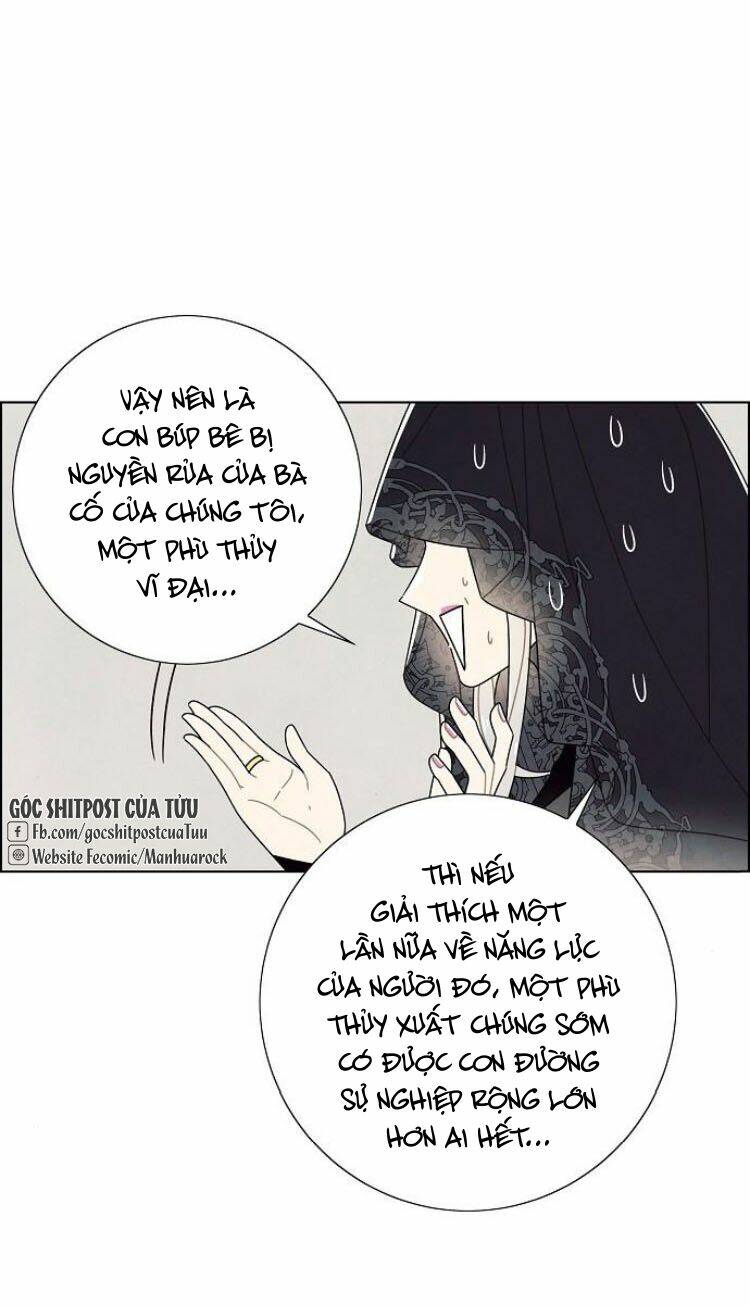 VẬY NÊN LÀ
CON BÚP BÊ BỊ
NGUYỀN RỦA CỦA BÀ
CỐ CỦA CHÚNG TÔI,
MỘT PHÙ THỦY
VĨ ĐẠI...
GÓC SHITPOST CỦA TỬU
Fb.com/gocshitpostcuaTuu
Website Fecomic/Manhuarock
THÌ NẾU
GIẢI THÍCH MỘT
LẦN NỮA VỀ NĂNG LỰC
CỦA NGƯỜI ĐÓ, MỘT PHÙ
THỦY XUẤT CHÚNG SỚM
CÓ ĐƯỢC CON ĐƯỜNG
SỰ NGHIỆP RỘNG LỚN
HƠN AI HẾT...